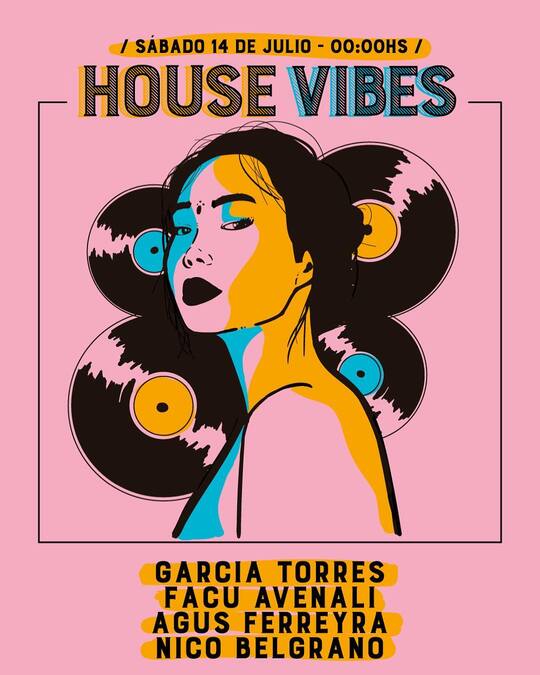 / SÁBADO 14 DE JULIO - 00:00HS /
HOUSE VIBES
GARCIA TORRES
FACU AVENALI
AGUS FERREYRA
NICO BELGRANO